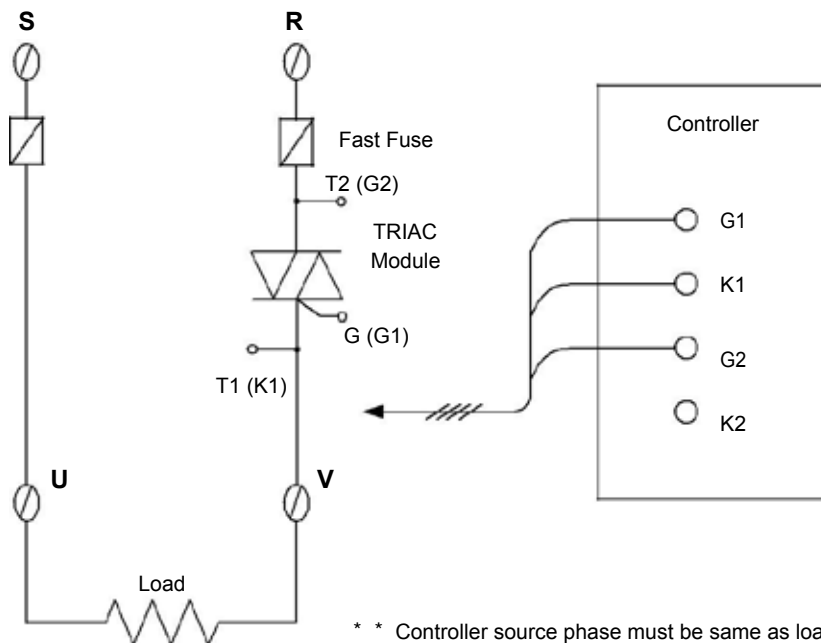 S
R
Fast Fuse
Controller
T2 (G2)
TRIAC
Module
G1
K1
G (G1)
G2
T1 (K1)
K2
U
V
Load
* * Controller source phase must be same as loa